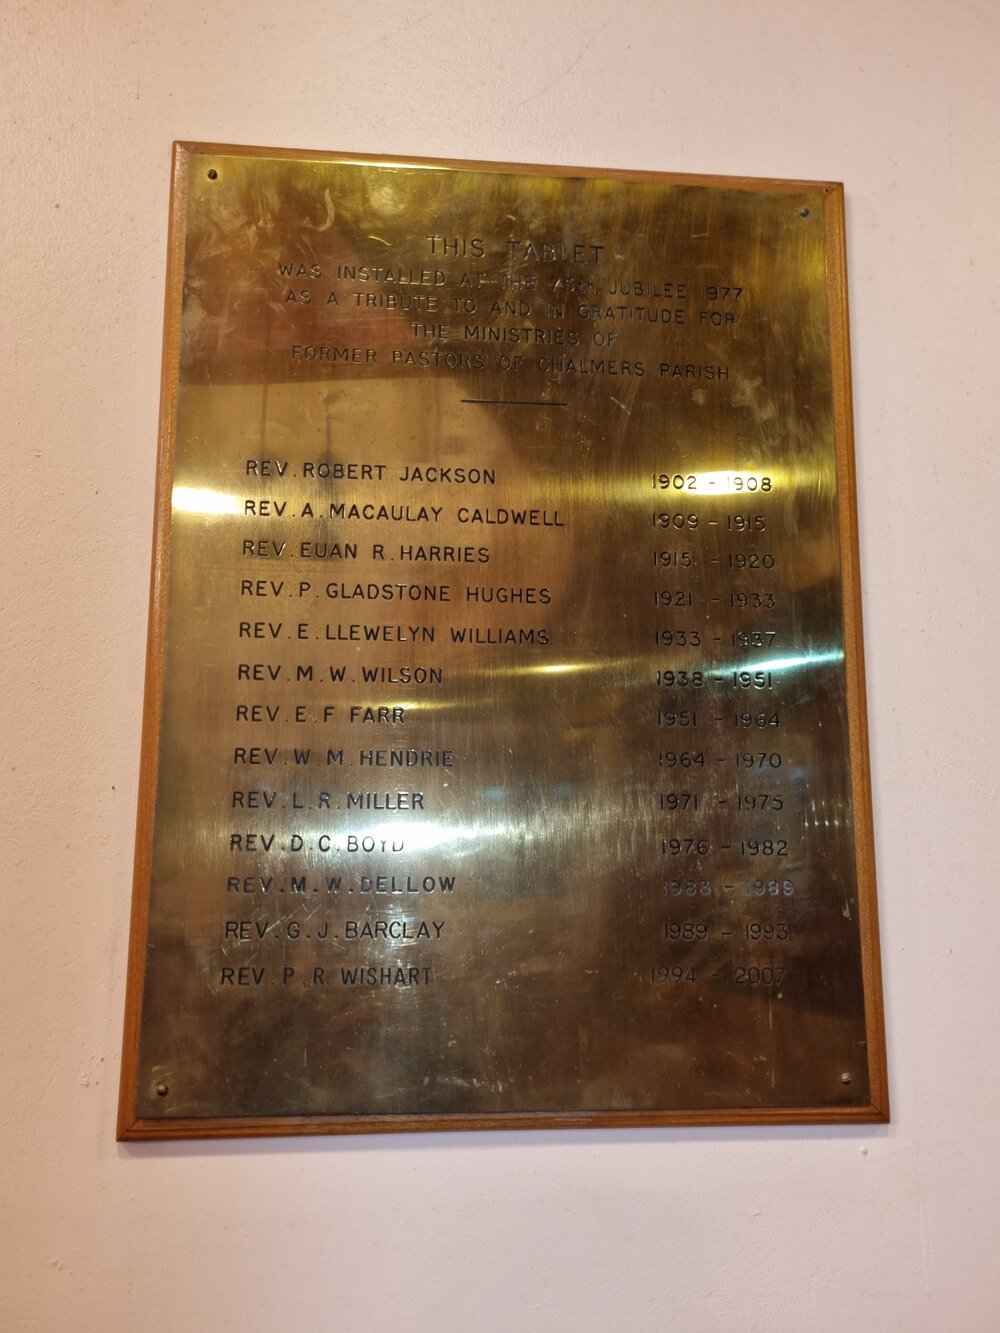 THIS TABLET
WAS INSTALLED AT THE 75th. JUBILEE 1977
AS A TRIBUTE TO AND IN GRATITUDE FOR
THE MINISTRIES OF
FORMER PASTORS OF CHALMERS PARISH
REV. ROBERT JACKSON 1902 - 1908
REV. A. MACAULAY CALDWELL 1909 - 1915
REV. EUAN R. HARRIES 1915 - 1920
REV. P. GLADSTONE HUGHES 1921 - 1933
REV. E. LLEWELYN WILLIAMS 1933 - 1937
REV. M. W. WILSON 1938 - 1951
REV. E. F FARR 1951 - 1964
REV. W. M. HENDRIE 1964 - 1970
REV. L. R. MILLER 1971 - 1975
REV. D. C. BOYD 1976 - 1982
REV. M. W. DELLOW 1983 - 1989
REV. G. J. BARCLAY 1989 - 1993
REV. P. R. WISHART 1994 - 2007